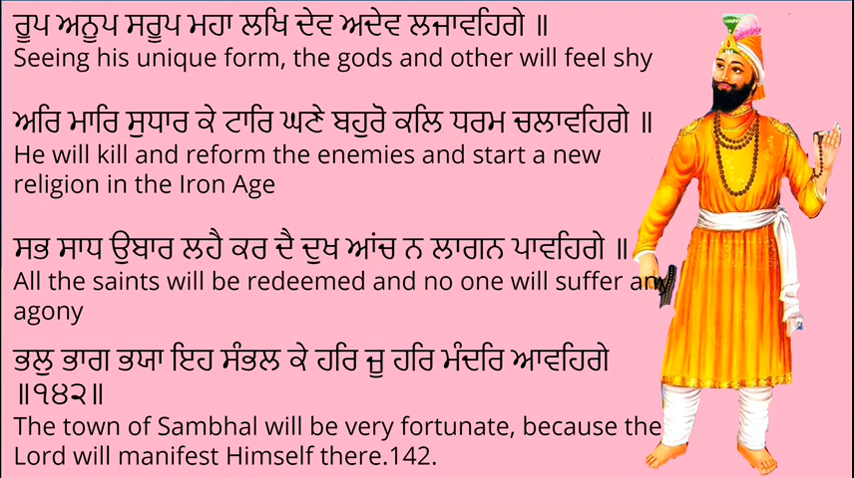 ਰੂਪ ਅਨੂਪ ਸਰੂਪ ਮਹਾ ਲਖਿ ਦੇਵ ਅਦੇਵ ਲਜਾਵਹਿਗੇ ॥
Seeing his unique form, the gods and other will feel shy
ਅਰਿ ਮਾਰਿ ਸੁਧਾਰ ਕੇ ਟਾਰਿ ਘਣੇ ਬਹੁਰੋ ਕਲਿ ਧਰਮ ਚਲਾਵਹਿਗੇ ॥
He will kill and reform the enemies and start a new
religion in the Iron Age
ਸਭ ਸਾਧ ਉਬਾਰ ਲਹੈ ਕਰ ਦੈ ਦੁਖ ਆਂਚ ਨ ਲਾਗਨ ਪਾਵਹਿਗੇ ॥
All the saints will be redeemed and no one will suffer any
agony
ਭਲੁ ਭਾਗ ਭਯਾ ਇਹ ਸੰਭਲ ਕੇ ਹਰਿ ਜੂ ਹਰਿ ਮੰਦਰਿ ਆਵਹਿਗੇ
॥੧੪੨॥
The town of Sambhal will be very fortunate, because the
Lord will manifest Himself there.142.